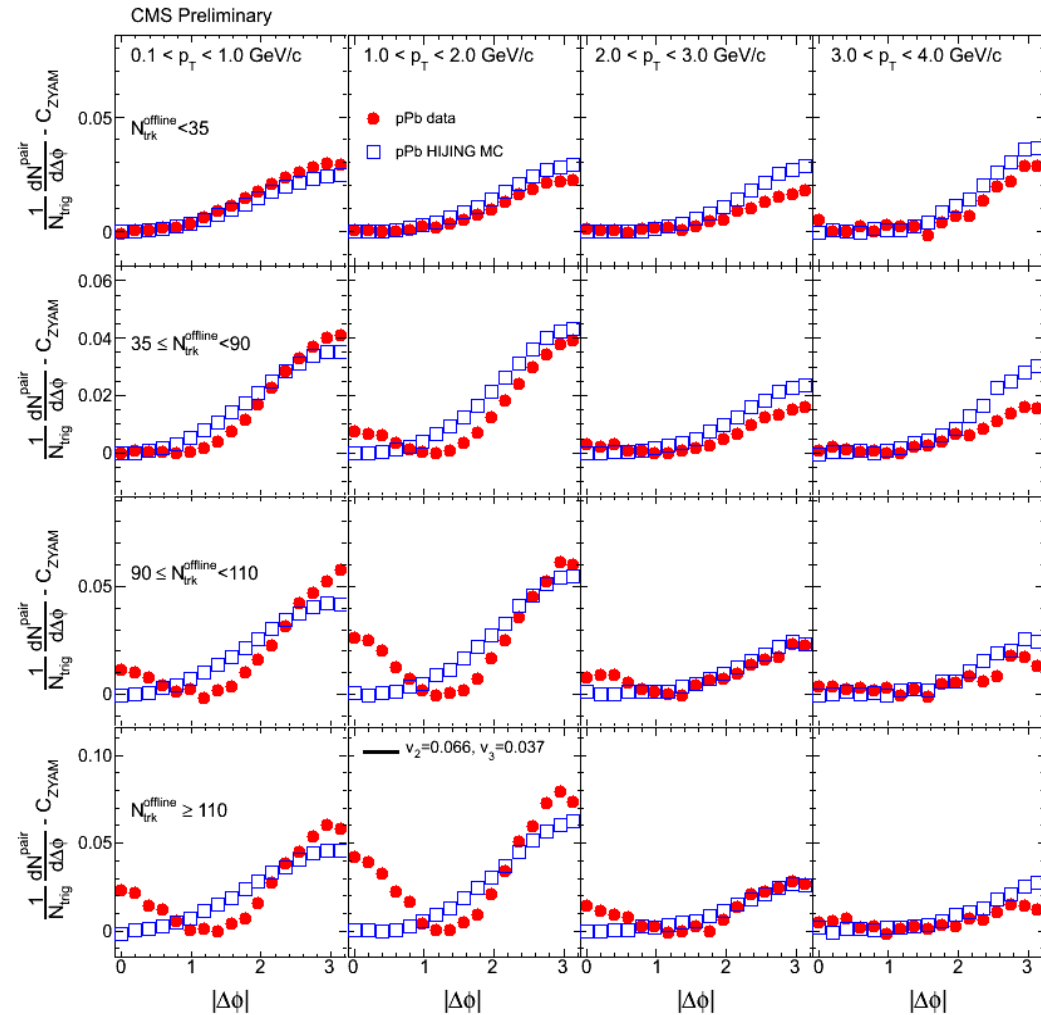 CMS Preliminary
0.1 < p_T < 1.0 GeV/c
1.0 < p_T < 2.0 GeV/c
2.0 < p_T < 3.0 GeV/c
3.0 < p_T < 4.0 GeV/c
N_trk^offline <35
pPb data
pPb HIJING MC
1/N_trig dN^pair/dΔϕ - C_ZYAM
0.05
0
35 ≤ N_trk^offline <90
1/N_trig dN^pair/dΔϕ - C_ZYAM
0.06
0.04
0.02
0
90 ≤ N_trk^offline <110
1/N_trig dN^pair/dΔϕ - C_ZYAM
0.05
0
v_2=0.066, v_3=0.037
N_trk^offline ≥ 110
1/N_trig dN^pair/dΔϕ - C_ZYAM
0.10
0.05
0
0 1 2 3
0 1 2 3
0 1 2 3
0 1 2 3
|Δϕ|
|Δϕ|
|Δϕ|
|Δϕ|